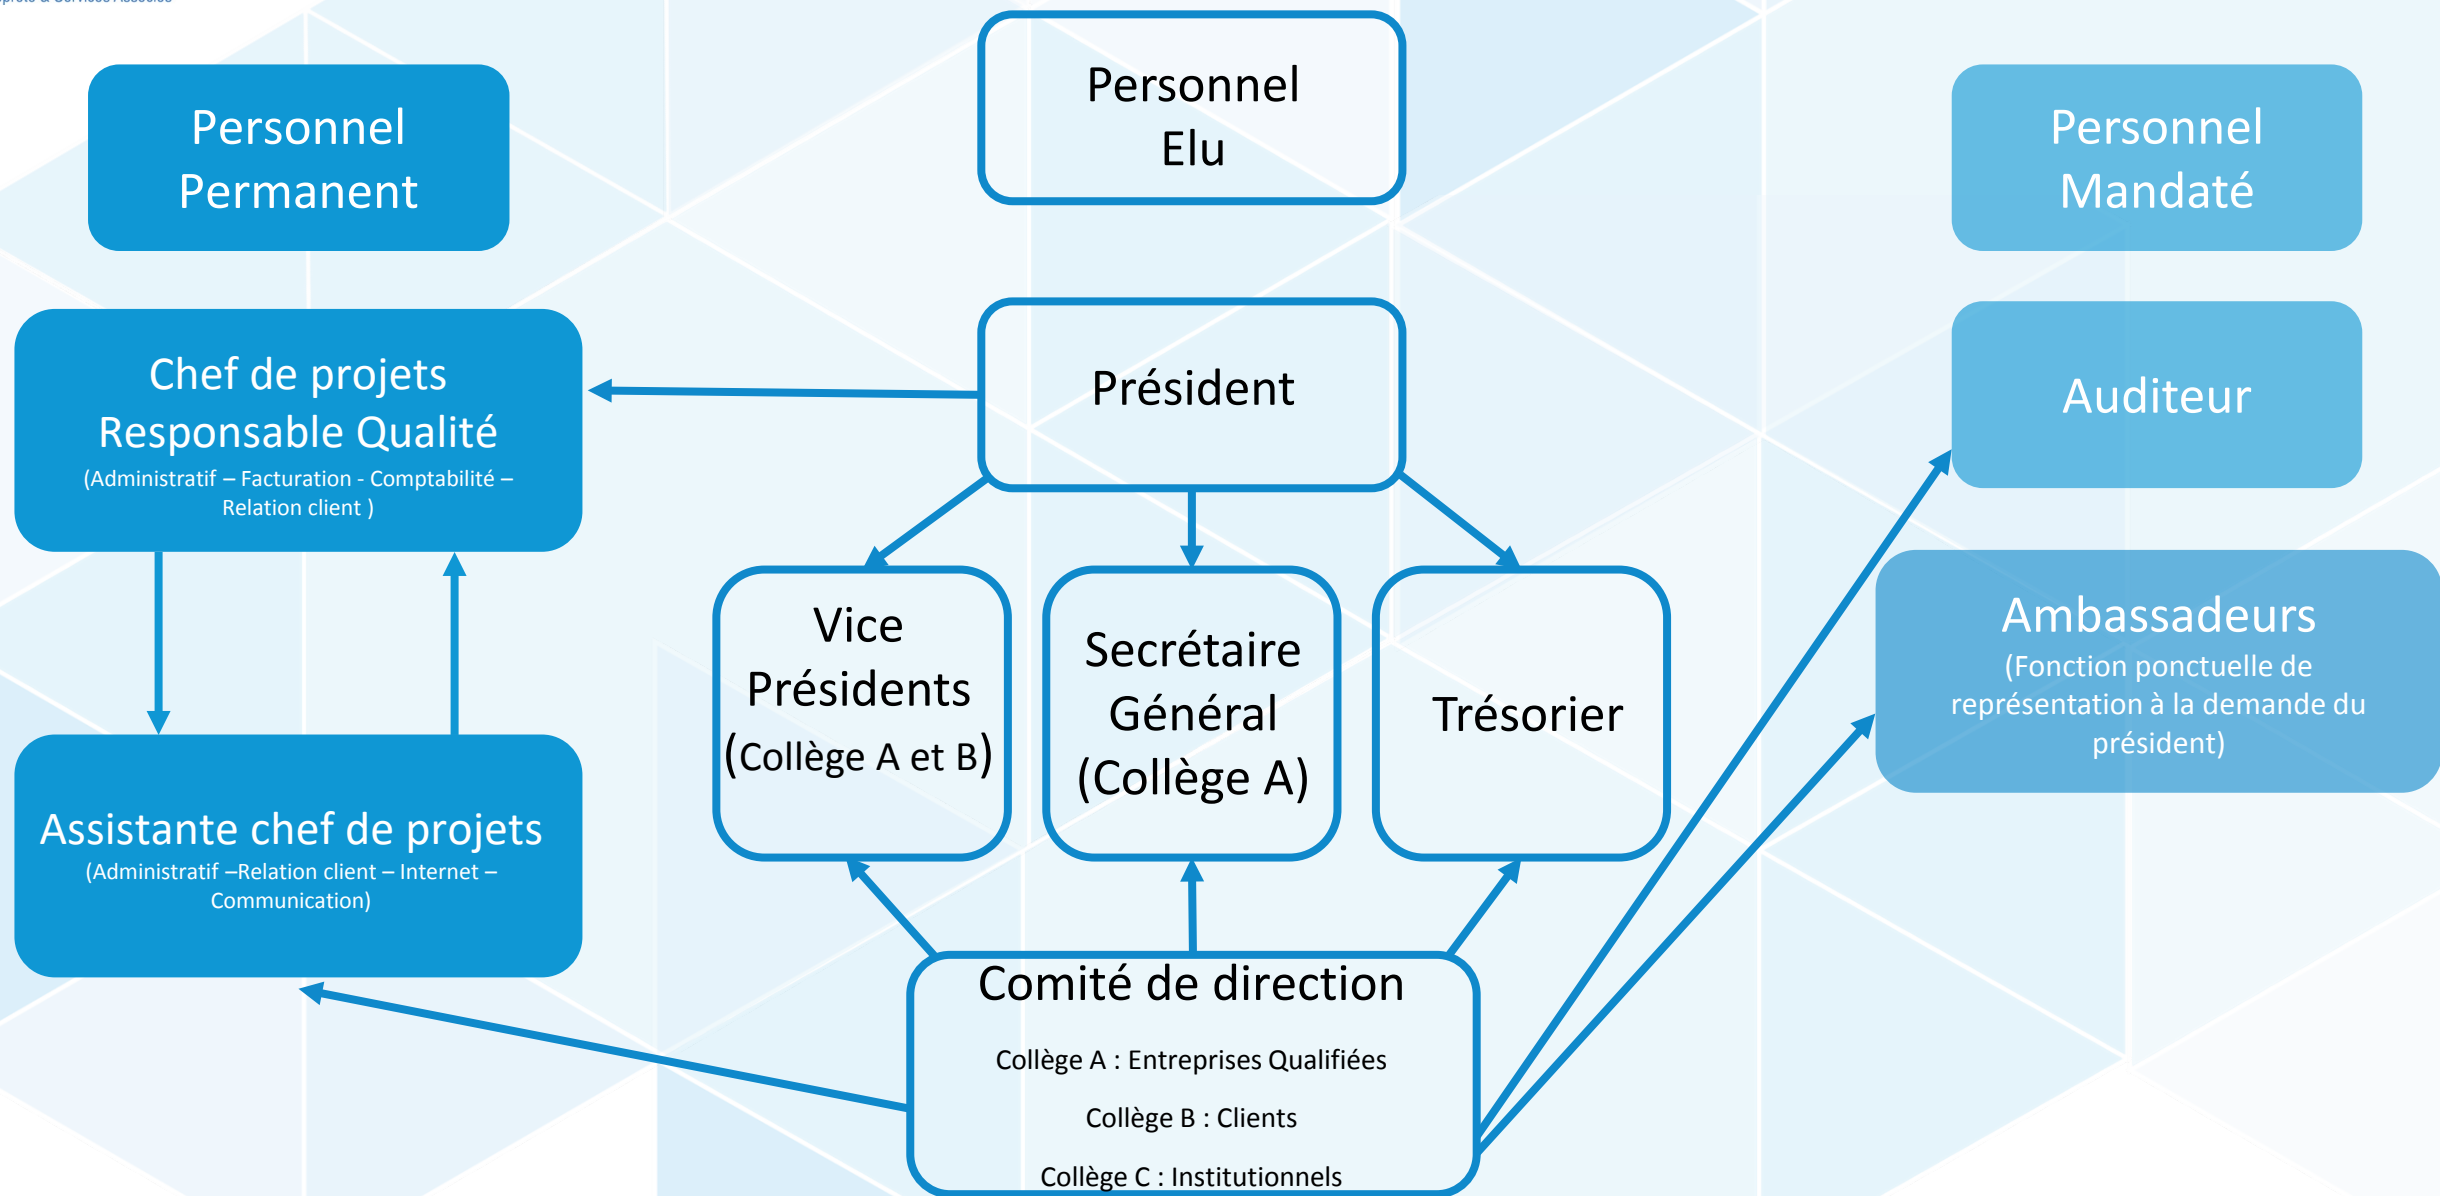 Services Associés
Personnel
Permanent
Personnel
Elu
Personnel
Mandaté
Chef de projets
Responsable Qualité
(Administratif – Facturation - Comptabilité –
Relation client )
Président
Auditeur
Vice
Présidents
(Collège A et B)
Secrétaire
Général
(Collège A)
Trésorier
Ambassadeurs
(Fonction ponctuelle de
représentation à la demande du
président)
Assistante chef de projets
(Administratif –Relation client – Internet –
Communication)
Comité de direction
Collège A : Entreprises Qualifiées
Collège B : Clients
Collège C : Institutionnels